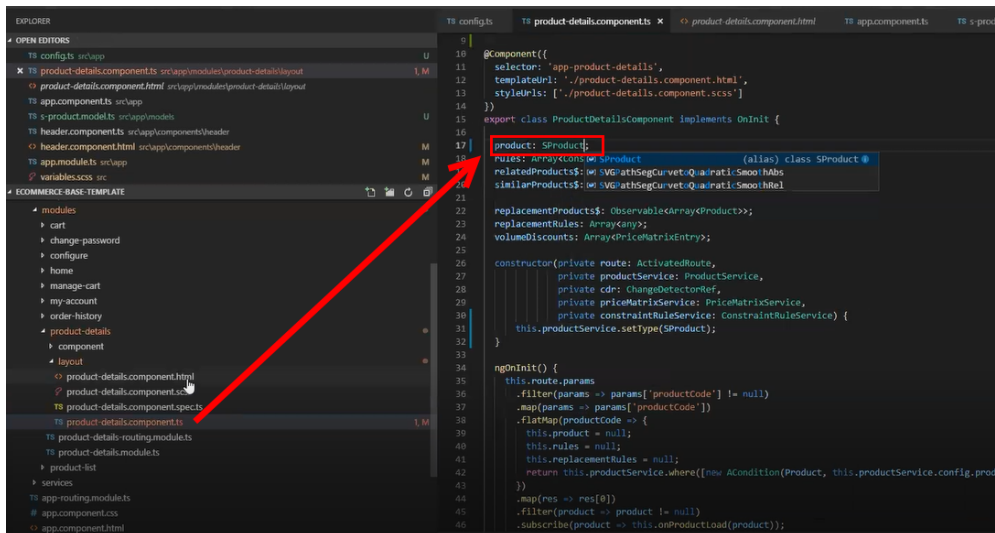 EXPLORER
OPEN EDITORS
TS config.ts src\app U
× TS product-details.component.ts src\app\modules\product-details\layout 1, M
<> product-details.component.html src\app\modules\product-details\layout
TS app.component.ts src\app
TS s-product.model.ts src\app\models U
TS header.component.ts src\app\components\header
<> header.component.html src\app\components\header M
TS app.module.ts src\app M
variables.scss src M
ECOMMERCE-BASE-TEMPLATE
modules
cart
change-password
configure
home
manage-cart
my-account
order-history
product-details
component
layout
<> product-details.component.html
product-details.component.sc
TS product-details.component.spec.ts
TS product-details.component.ts 1, M
TS product-details-routing.module.ts
TS product-details.module.ts
product-list
services
TS app-routing.module.ts
# app.component.css
<> app.component.html
TS config.ts TS product-details.component.ts × <> product-details.component.html TS app.component.ts TS s-prod
9
10 @Component({
11 selector: 'app-product-details',
12 templateUrl: './product-details.component.html',
13 styleUrls: ['./product-details.component.scss']
14 })
15 export class ProductDetailsComponent implements OnInit {
16
17 product: SProduct;
18 rules: Array<Cons SProduct (alias) class SProduct
relatedProducts$: SVGPathSegCurvetoQuadraticSmoothAbs
20 similarProducts$: SVGPathSegCurvetoQuadraticSmoothRel
21
22 replacementProducts$: Observable<Array<Product>>;
23 replacementRules: Array<any>;
24 volumeDiscounts: Array<PriceMatrixEntry>;
25
26 constructor(private route: ActivatedRoute,
27 private productService: ProductService,
28 private cdr: ChangeDetectorRef,
29 private priceMatrixService: PriceMatrixService,
30 private constraintRuleService: ConstraintRuleService) {
31 this.productService.setType(SProduct);
32 }
33
34 ngOnInit() {
35 this.route.params
36 .filter(params => params['productCode'] != null)
37 .map(params => params['productCode'])
38 .flatMap(productCode => {
39 this.product = null;
40 this.rules = null;
41 this.replacementRules = null;
42 return this.productService.where([new ACondition(Product, this.productService.config.prod
43 })
44 .map(res => res[0])
45 .filter(product => product != null)
46 .subscribe(product => this.onProductLoad(product));